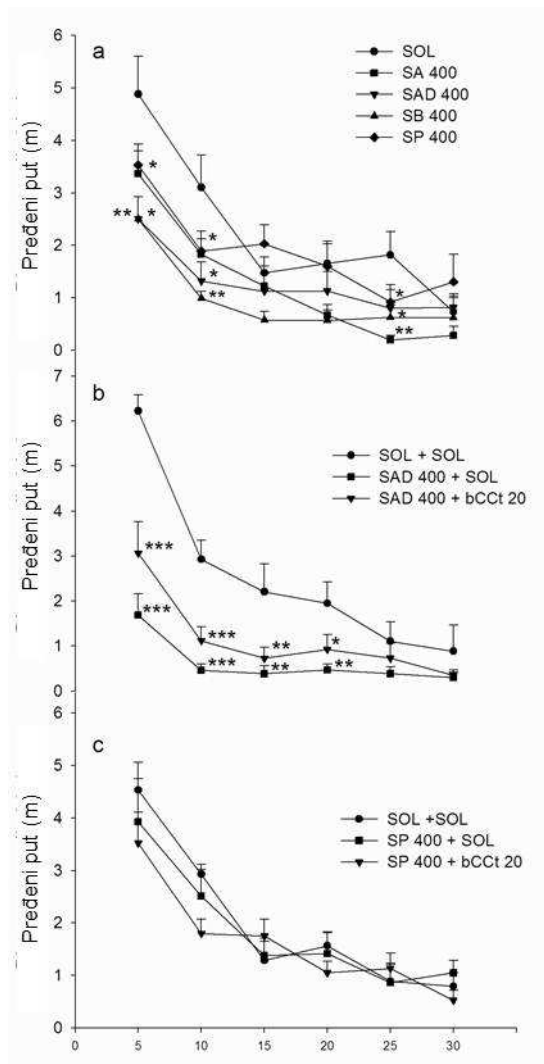 6
a
SOL
SA 400
SAD 400
SB 400
SP 400
5
4
3
2
1
0
Pređeni put (m)
*
*
** *
*
**
*
*
**
7
b
SOL + SOL
SAD 400 + SOL
SAD 400 + bCCt 20
6
5
4
3
2
1
0
Pređeni put (m)
***
***
***
***
**
**
*
**
6
c
SOL +SOL
SP 400 + SOL
SP 400 + bCCt 20
5
4
3
2
1
0
Pređeni put (m)
0 5 10 15 20 25 30